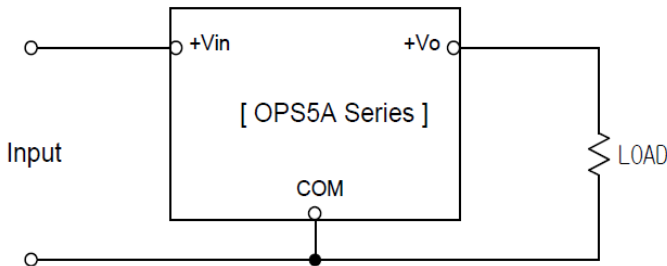 +Vin
+Vo
[ OPS5A Series ]
Input
LOAD
COM